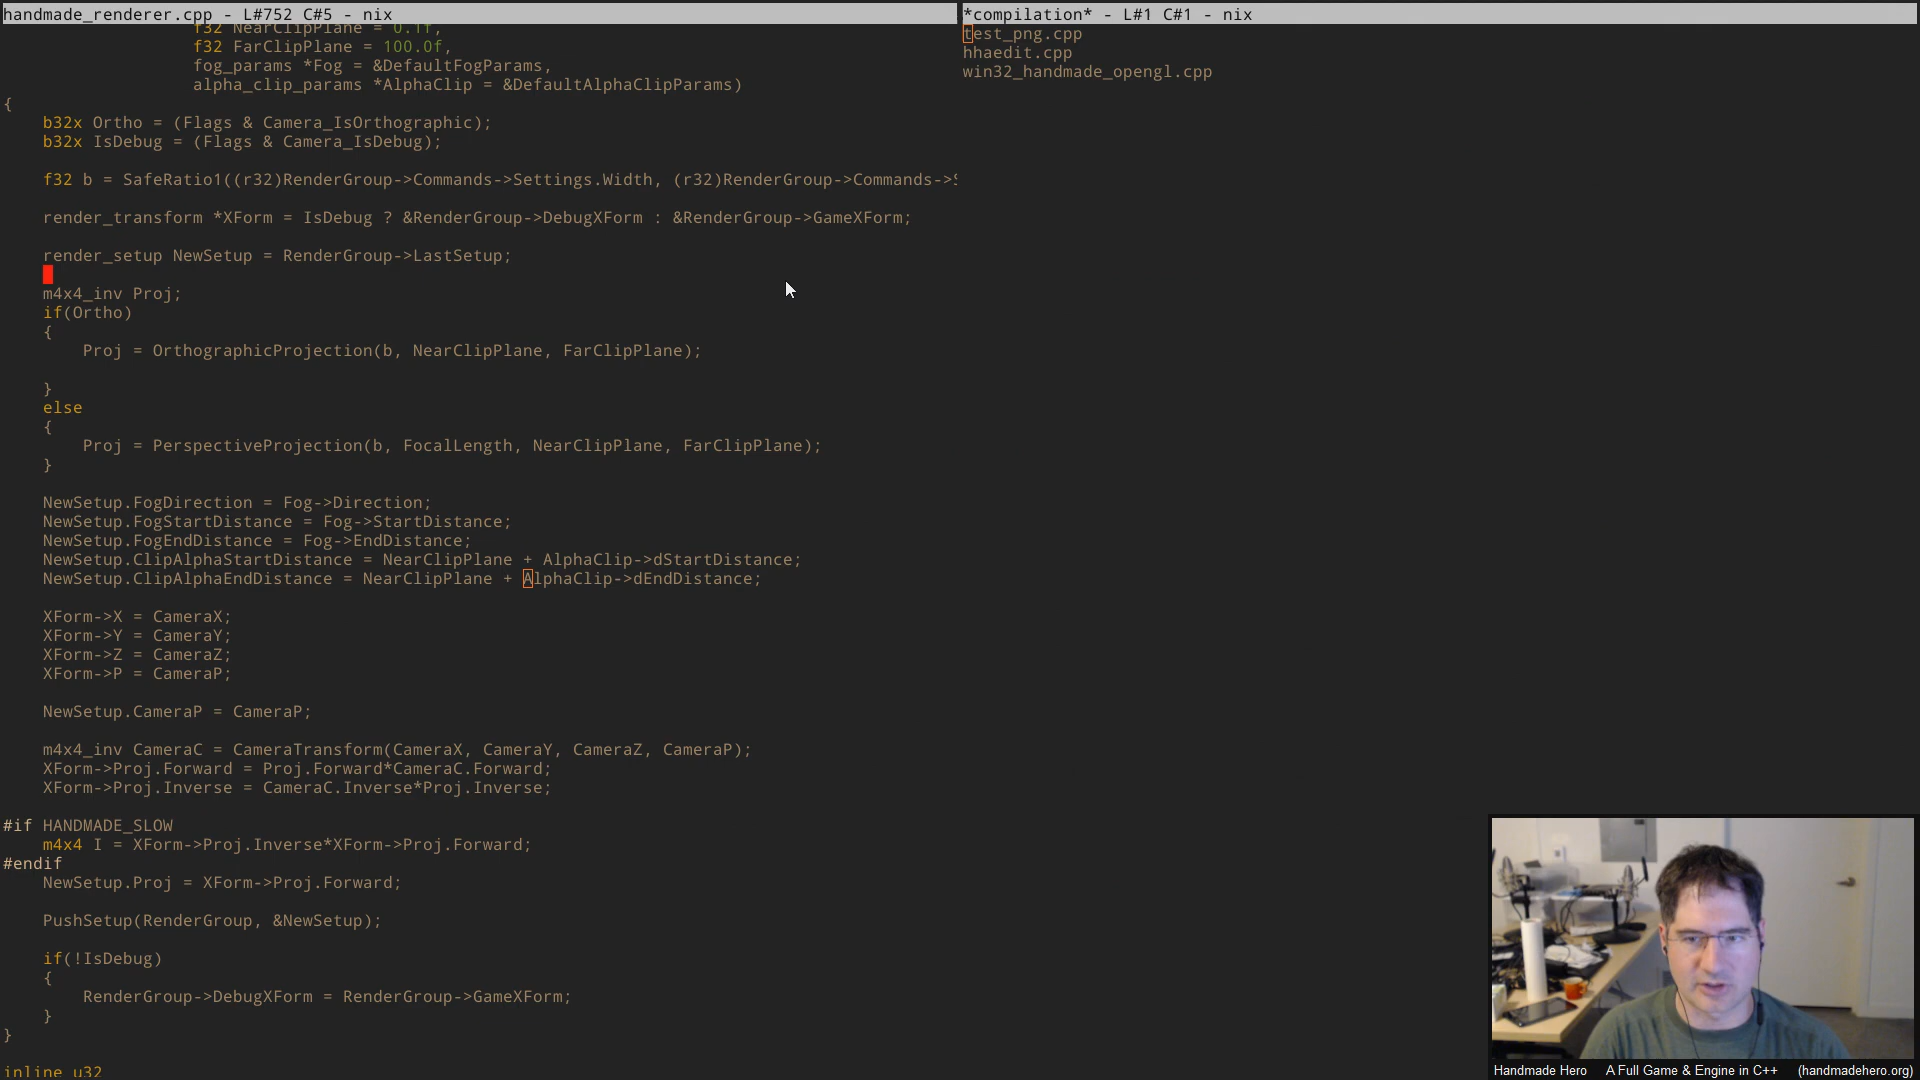 handmade_renderer.cpp - L#752 C#5 - nix
f32 NearClipPlane = 0.1f,
f32 FarClipPlane = 100.0f,
fog_params *Fog = &DefaultFogParams,
alpha_clip_params *AlphaClip = &DefaultAlphaClipParams)
{
b32x Ortho = (Flags & Camera_IsOrthographic);
b32x IsDebug = (Flags & Camera_IsDebug);
f32 b = SafeRatio1((r32)RenderGroup->Commands->Settings.Width, (r32)RenderGroup->Commands->S
render_transform *XForm = IsDebug ? &RenderGroup->DebugXForm : &RenderGroup->GameXForm;
render_setup NewSetup = RenderGroup->LastSetup;
m4x4_inv Proj;
if(Ortho)
{
Proj = OrthographicProjection(b, NearClipPlane, FarClipPlane);
}
else
{
Proj = PerspectiveProjection(b, FocalLength, NearClipPlane, FarClipPlane);
}
NewSetup.FogDirection = Fog->Direction;
NewSetup.FogStartDistance = Fog->StartDistance;
NewSetup.FogEndDistance = Fog->EndDistance;
NewSetup.ClipAlphaStartDistance = NearClipPlane + AlphaClip->dStartDistance;
NewSetup.ClipAlphaEndDistance = NearClipPlane + AlphaClip->dEndDistance;
XForm->X = CameraX;
XForm->Y = CameraY;
XForm->Z = CameraZ;
XForm->P = CameraP;
NewSetup.CameraP = CameraP;
m4x4_inv CameraC = CameraTransform(CameraX, CameraY, CameraZ, CameraP);
XForm->Proj.Forward = Proj.Forward*CameraC.Forward;
XForm->Proj.Inverse = CameraC.Inverse*Proj.Inverse;
#if HANDMADE_SLOW
m4x4 I = XForm->Proj.Inverse*XForm->Proj.Forward;
#endif
NewSetup.Proj = XForm->Proj.Forward;
PushSetup(RenderGroup, &NewSetup);
if(!IsDebug)
{
RenderGroup->DebugXForm = RenderGroup->GameXForm;
}
}
inline u32
*compilation* - L#1 C#1 - nix
test_png.cpp
hhaedit.cpp
win32_handmade_opengl.cpp
Handmade Hero A Full Game & Engine in C++ (handmadehero.org)